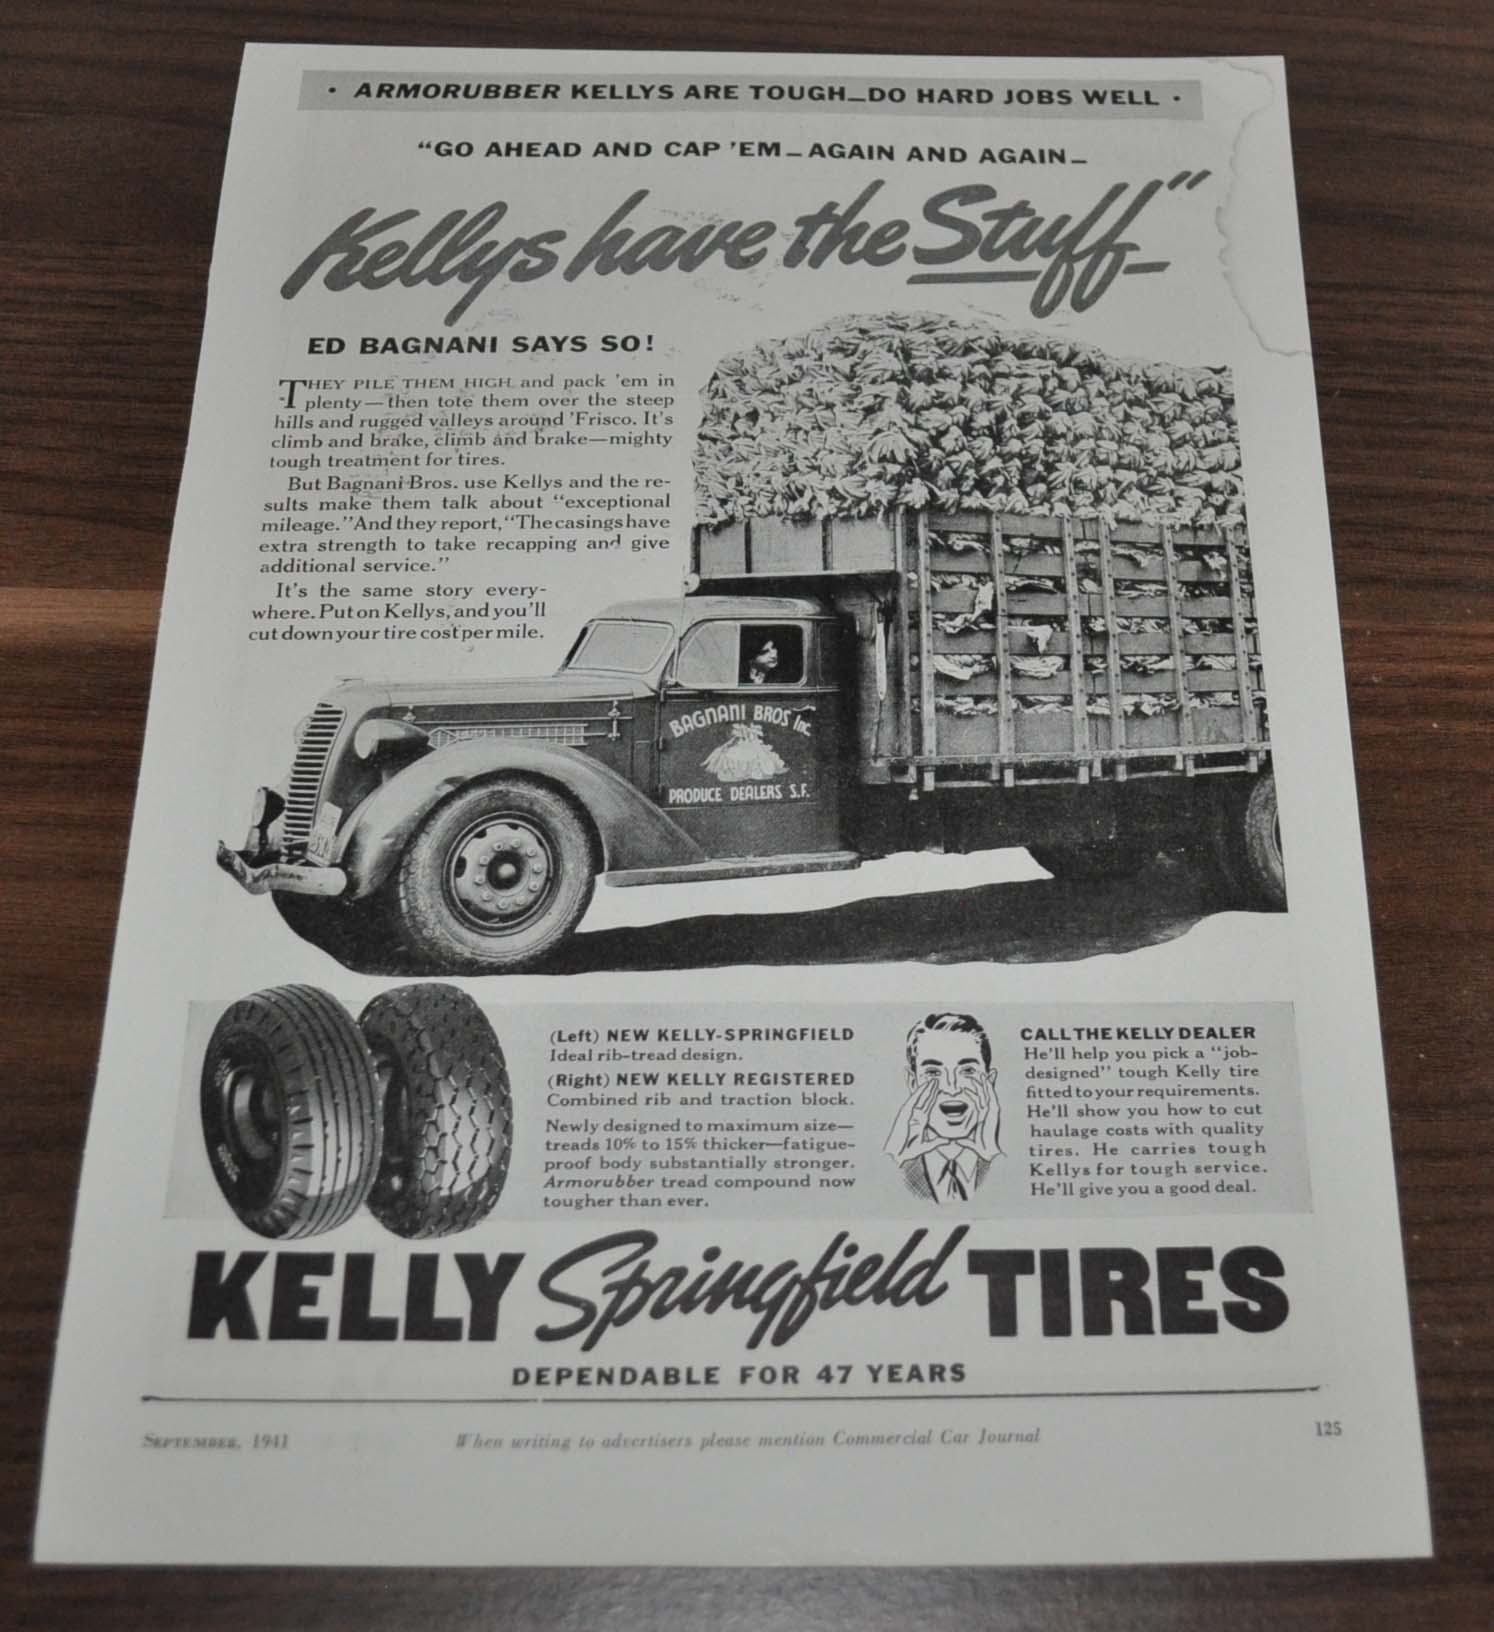 • ARMORUBBER KELLYS ARE TOUGH—DO HARD JOBS WELL •
"GO AHEAD AND CAP 'EM—AGAIN AND AGAIN—
Kellys have the Stuff—"
ED BAGNANI SAYS SO!
THEY PILE THEM HIGH and pack 'em in
plenty—then tote them over the steep
hills and rugged valleys around 'Frisco. It's
climb and brake, climb and brake—mighty
tough treatment for tires.
But Bagnani Bros. use Kellys and the re-
sults make them talk about "exceptional
mileage." And they report, "The casings have
extra strength to take recapping and give
additional service."
It's the same story every-
where. Put on Kellys, and you'll
cut down your tire cost per mile.
BAGNANI BROS Inc.
PRODUCE DEALERS S.F.
(Left) NEW KELLY-SPRINGFIELD
Ideal rib-tread design.
(Right) NEW KELLY REGISTERED
Combined rib and traction block.
Newly designed to maximum size—
treads 10% to 15% thicker—fatigue-
proof body substantially stronger.
Armorubber tread compound now
tougher than ever.
CALL THE KELLY DEALER
He'll help you pick a "job-
designed" tough Kelly tire
fitted to your requirements.
He'll show you how to cut
haulage costs with quality
tires. He carries tough
Kellys for tough service.
He'll give you a good deal.
KELLY Springfield TIRES
DEPENDABLE FOR 47 YEARS
SEPTEMBER, 1941
When writing to advertisers please mention Commercial Car Journal
125